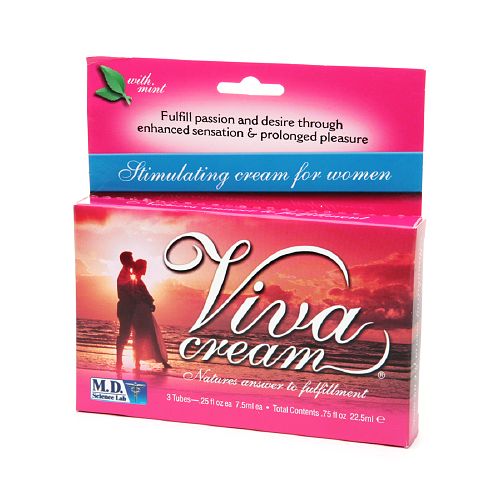 with
mint
Fulfill passion and desire through
enhanced sensation & prolonged pleasure
Stimulating cream for women
Viva
cream®
Natures answer to fulfillment
M.D.
Science Lab
3 Tubes—.25 fl oz ea 7.5ml ea • Total Contents .75 fl oz 22.5ml ℮